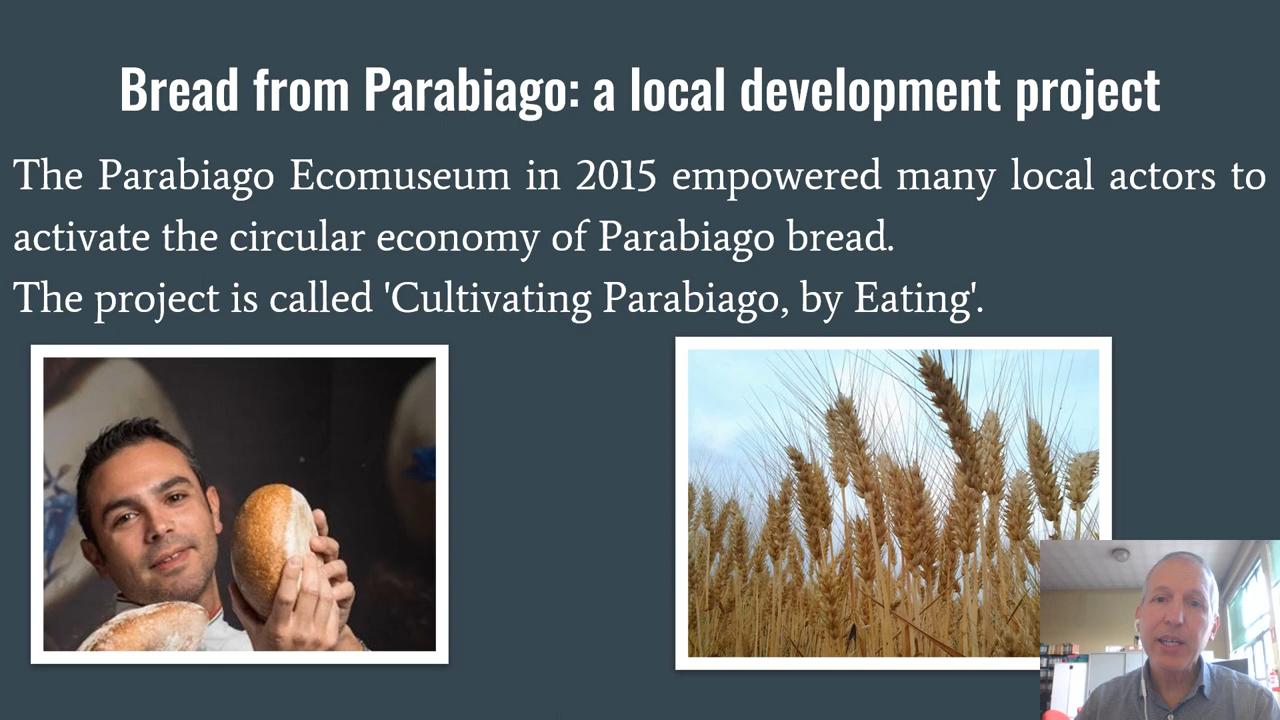 Bread from Parabiago: a local development project
The Parabiago Ecomuseum in 2015 empowered many local actors to
activate the circular economy of Parabiago bread.
The project is called 'Cultivating Parabiago, by Eating'.